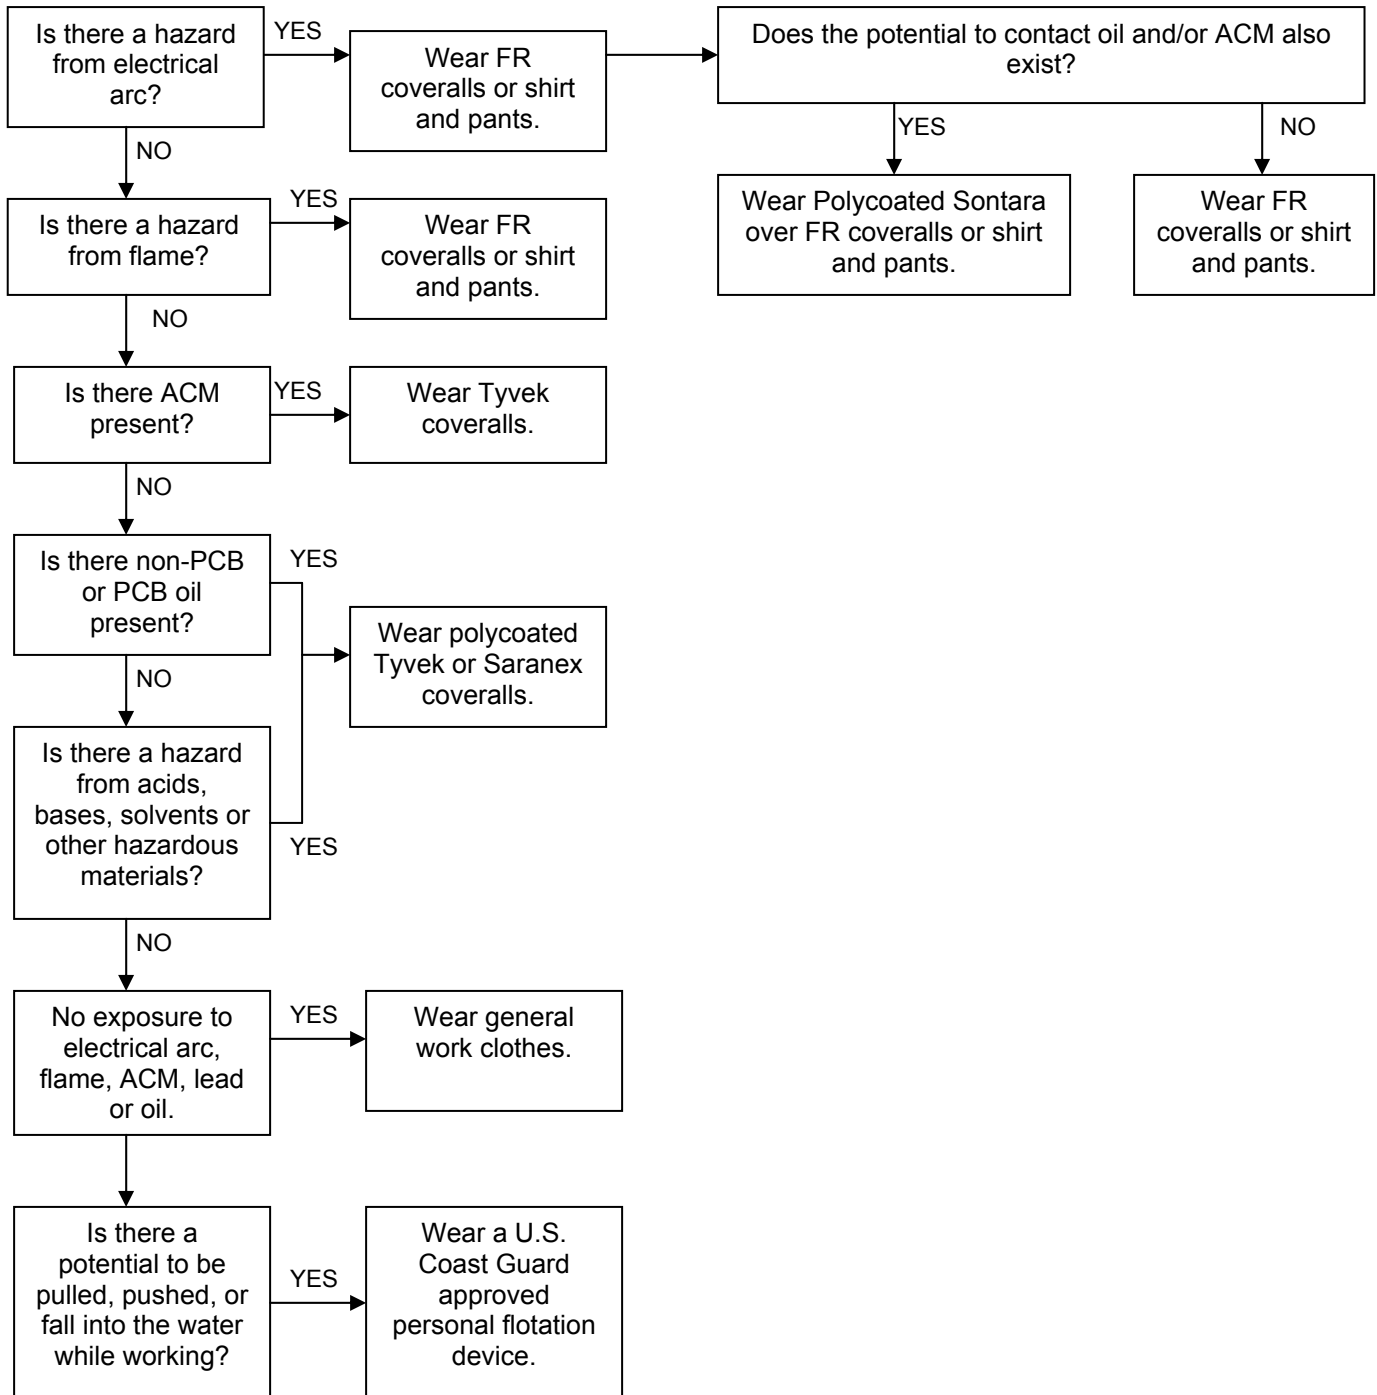 Is there a hazard
from electrical
arc?
YES
Wear FR
coveralls or shirt
and pants.
Does the potential to contact oil and/or ACM also
exist?
YES
NO
Wear Polycoated Sontara
over FR coveralls or shirt
and pants.
Wear FR
coveralls or shirt
and pants.
NO
Is there a hazard
from flame?
YES
Wear FR
coveralls or shirt
and pants.
NO
Is there ACM
present?
YES
Wear Tyvek
coveralls.
NO
Is there non-PCB
or PCB oil
present?
YES
Wear polycoated
Tyvek or Saranex
coveralls.
NO
Is there a hazard
from acids,
bases, solvents or
other hazardous
materials?
YES
NO
No exposure to
electrical arc,
flame, ACM, lead
or oil.
YES
Wear general
work clothes.
Is there a
potential to be
pulled, pushed, or
fall into the water
while working?
YES
Wear a U.S.
Coast Guard
approved
personal flotation
device.